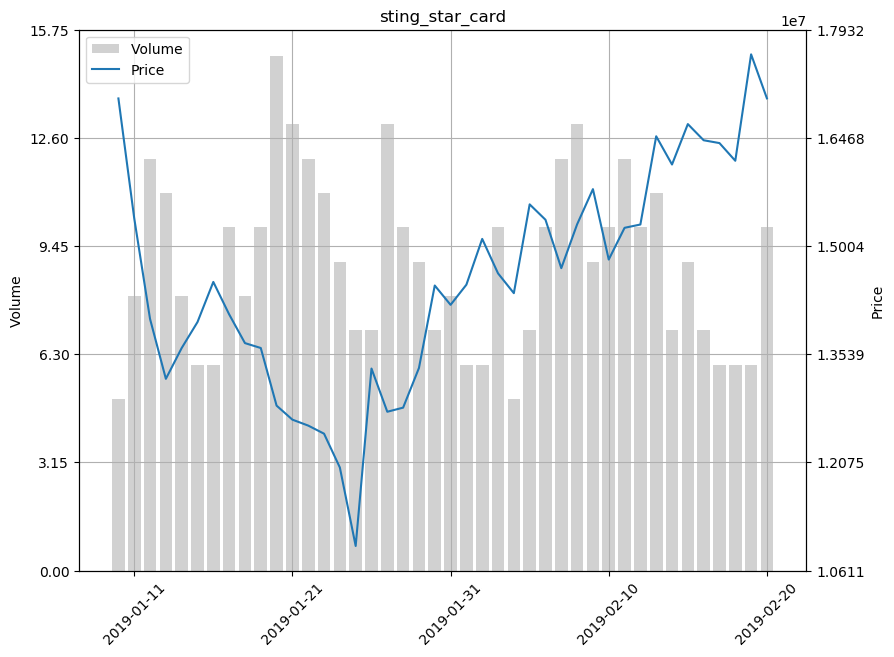 sting_star_card
1e7
15.75
12.60
9.45
6.30
3.15
0.00
Volume
Volume
Price
1.7932
1.6468
1.5004
1.3539
1.2075
1.0611
Price
2019-01-11
2019-01-21
2019-01-31
2019-02-10
2019-02-20